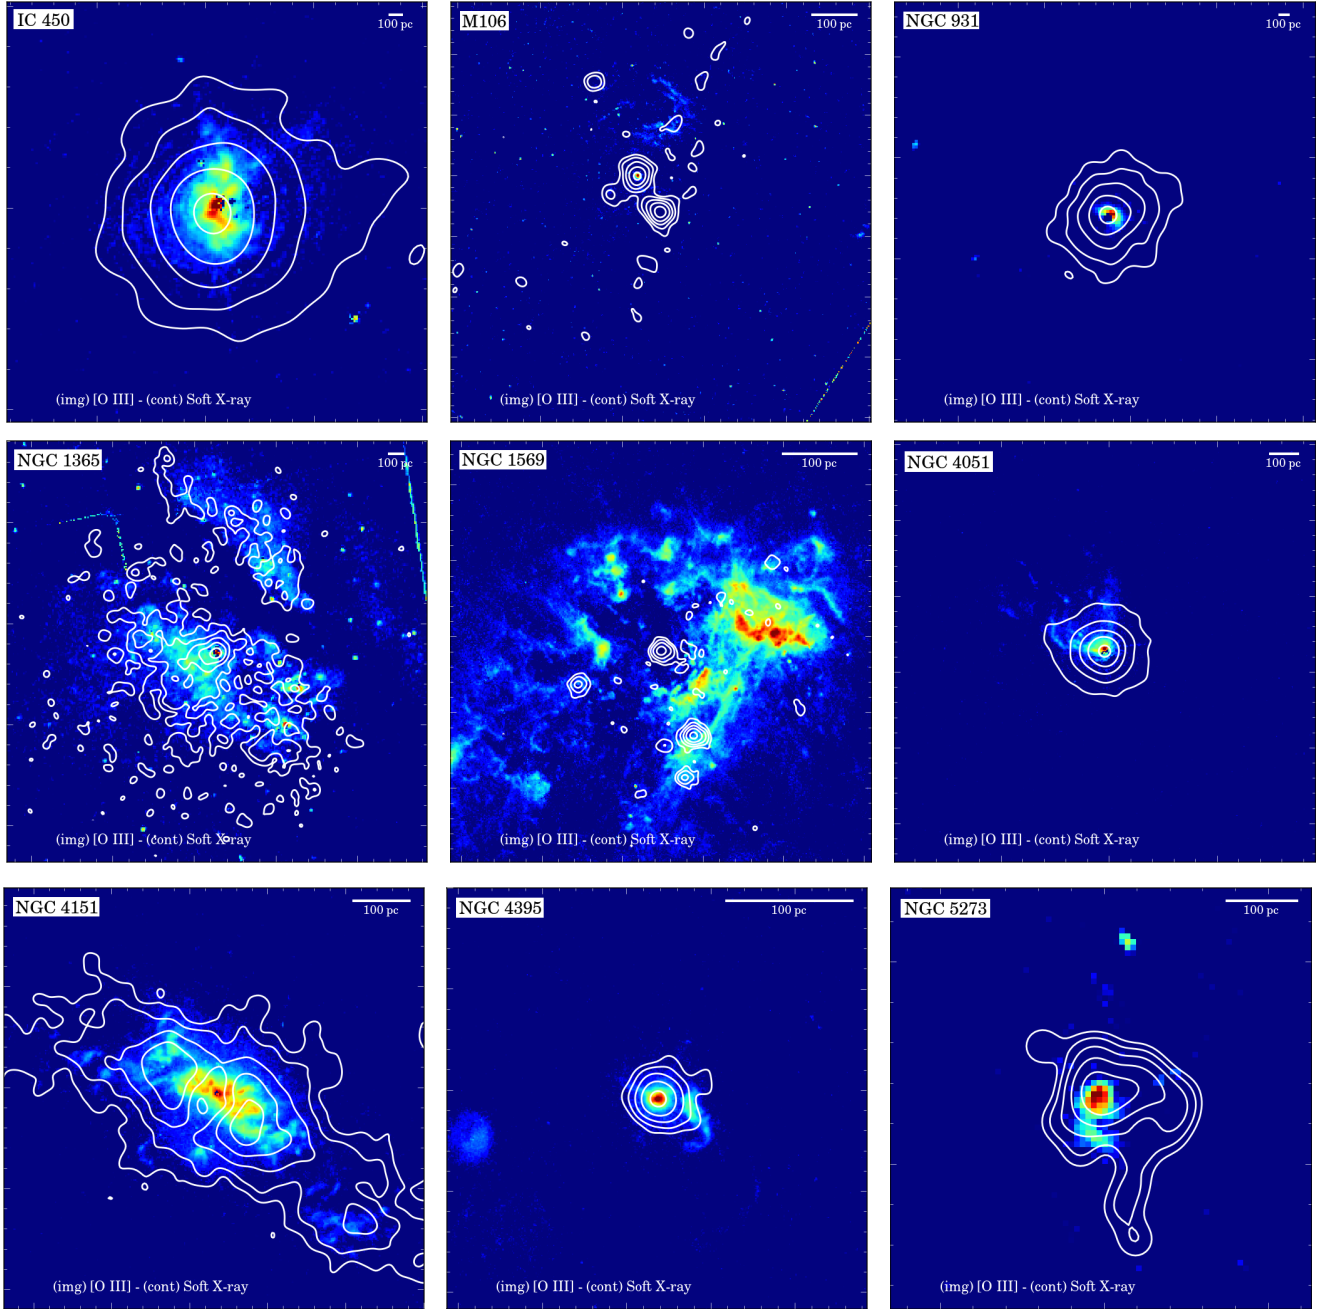 IC 450
100 pc
(img) [O III] - (cont) Soft X-ray
M106
100 pc
(img) [O III] - (cont) Soft X-ray
NGC 931
100 pc
(img) [O III] - (cont) Soft X-ray
NGC 1365
100 pc
(img) [O III] - (cont) Soft X-ray
NGC 1569
100 pc
(img) [O III] - (cont) Soft X-ray
NGC 4051
100 pc
(img) [O III] - (cont) Soft X-ray
NGC 4151
100 pc
(img) [O III] - (cont) Soft X-ray
NGC 4395
100 pc
(img) [O III] - (cont) Soft X-ray
NGC 5273
100 pc
(img) [O III] - (cont) Soft X-ray